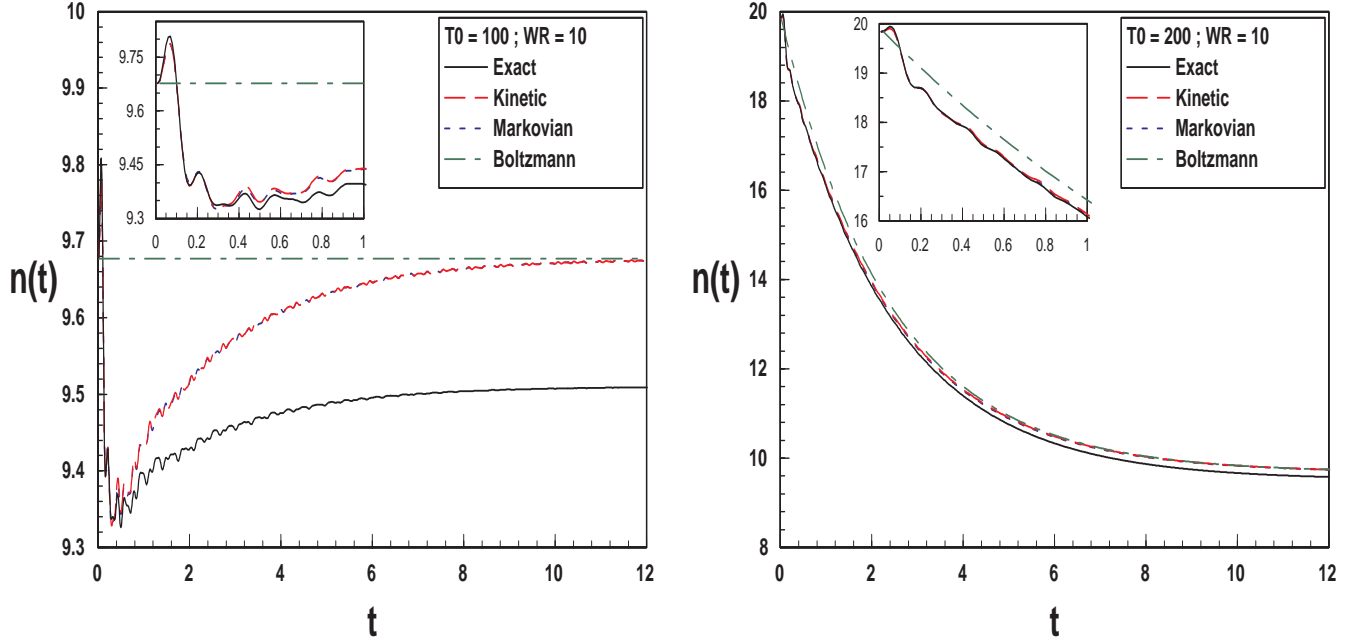 n(t)
10
9.9
9.8
9.7
9.6
9.5
9.4
9.3
0 2 4 6 8 10 12
t
9.75
9.6
9.45
9.3
0 0.2 0.4 0.6 0.8 1
T0 = 100 ; WR = 10
Exact
Kinetic
Markovian
Boltzmann
n(t)
20
18
16
14
12
10
8
0 2 4 6 8 10 12
t
20
19
18
17
16
0 0.2 0.4 0.6 0.8 1
T0 = 200 ; WR = 10
Exact
Kinetic
Markovian
Boltzmann